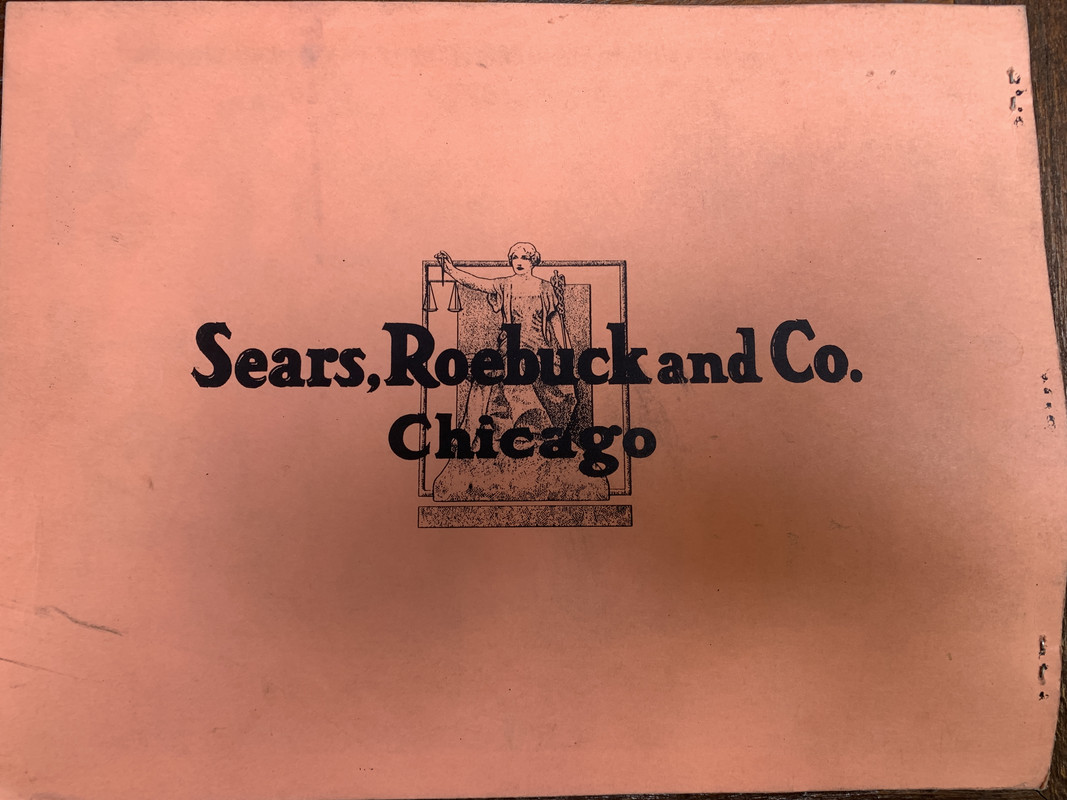 Sears, Roebuck and Co.
Chicago